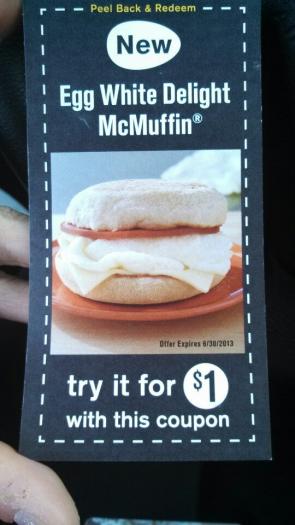 Peel Back & Redeem
New
Egg White Delight
McMuffin®
Offer Expires 6/30/2013
try it for $1
with this coupon